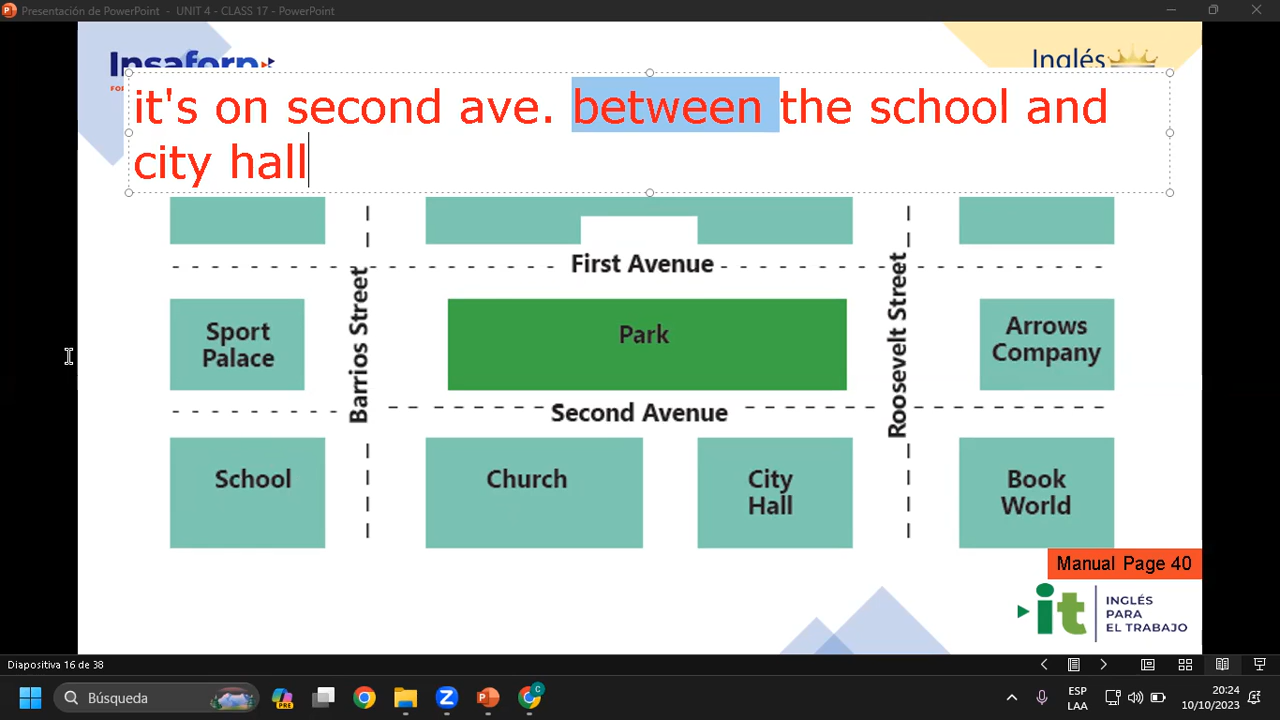 Presentación de PowerPoint - UNIT 4 - CLASS 17 - PowerPoint
Insaforp
Inglés
it's on second ave. between the school and
city hall
First Avenue
Barrios Street
Roosevelt Street
Sport
Palace
Park
Arrows
Company
Second Avenue
School
Church
City
Hall
Book
World
Manual Page 40
it
INGLÉS
PARA
EL TRABAJO
Diapositiva 16 de 38
Búsqueda
PRE
ESP
LAA
20:24
10/10/2023